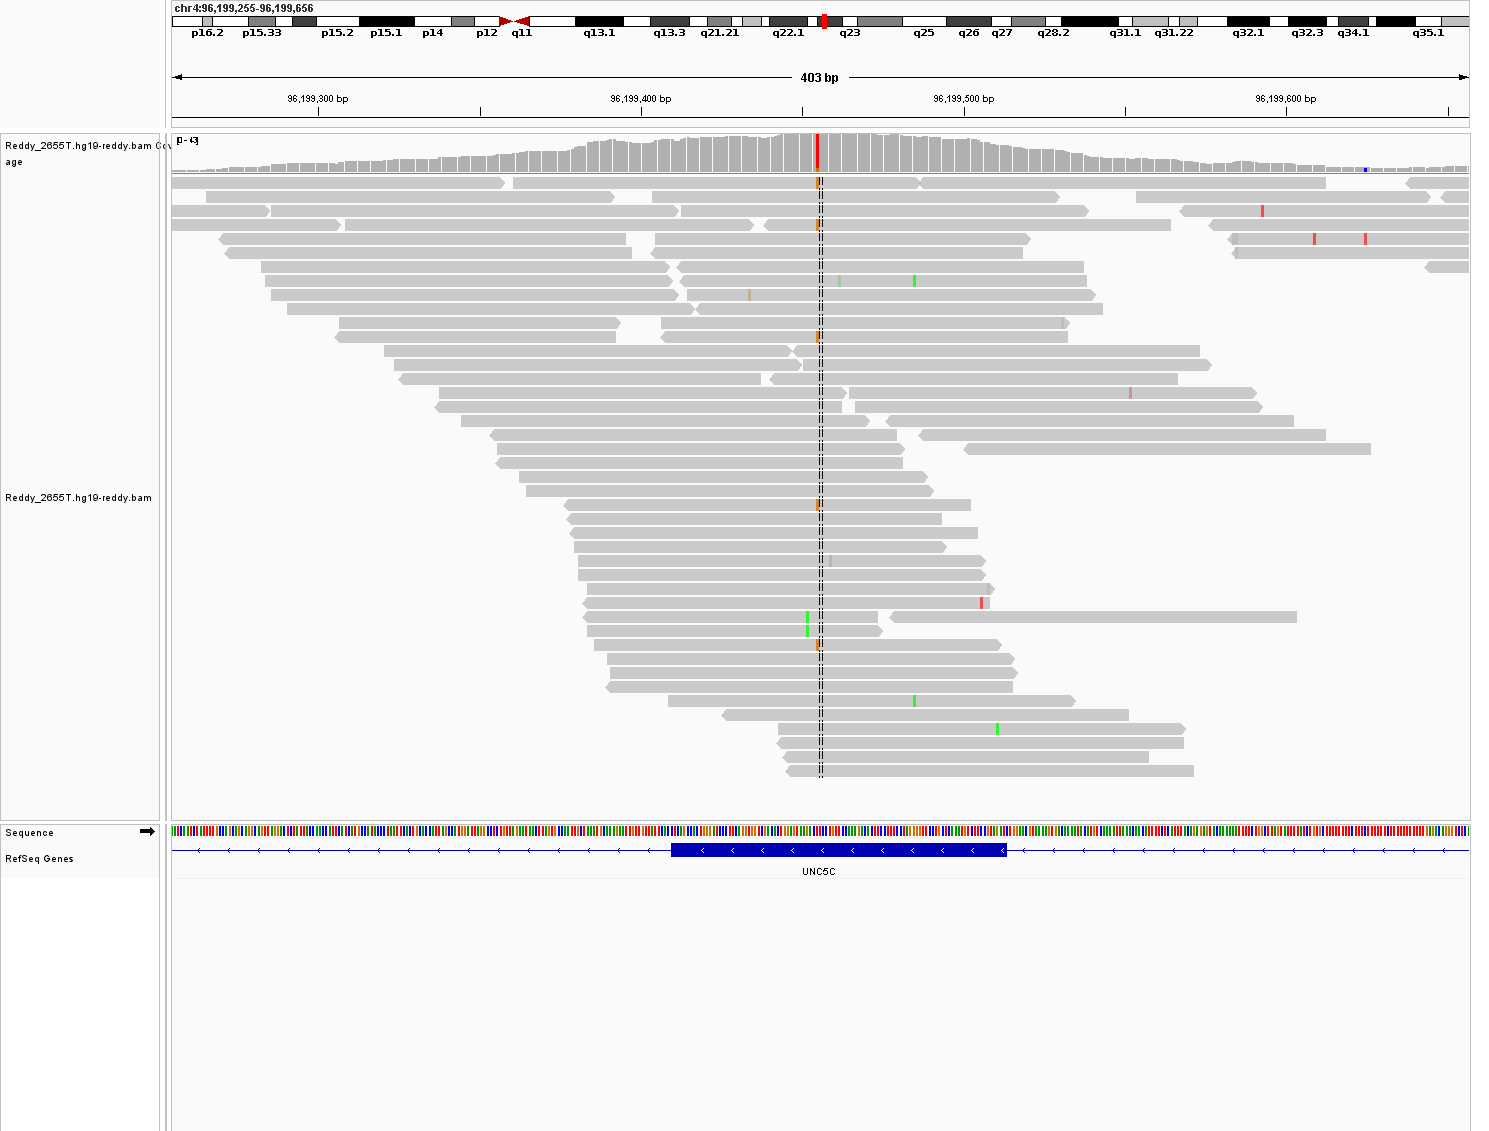 chr4:96,199,255-96,199,656
p16.2 p15.33 p15.2 p15.1 p14 p12 q11 q13.1 q13.3 q21.21 q22.1 q23 q25 q26 q27 q28.2 q31.1 q31.22 q32.1 q32.3 q34.1 q35.1
403 bp
96,199,300 bp 96,199,400 bp 96,199,500 bp 96,199,600 bp
[0 - 43]
Reddy_2655T.hg19-reddy.bam Cov
age
Reddy_2655T.hg19-reddy.bam
Sequence
RefSeq Genes
UNC5C